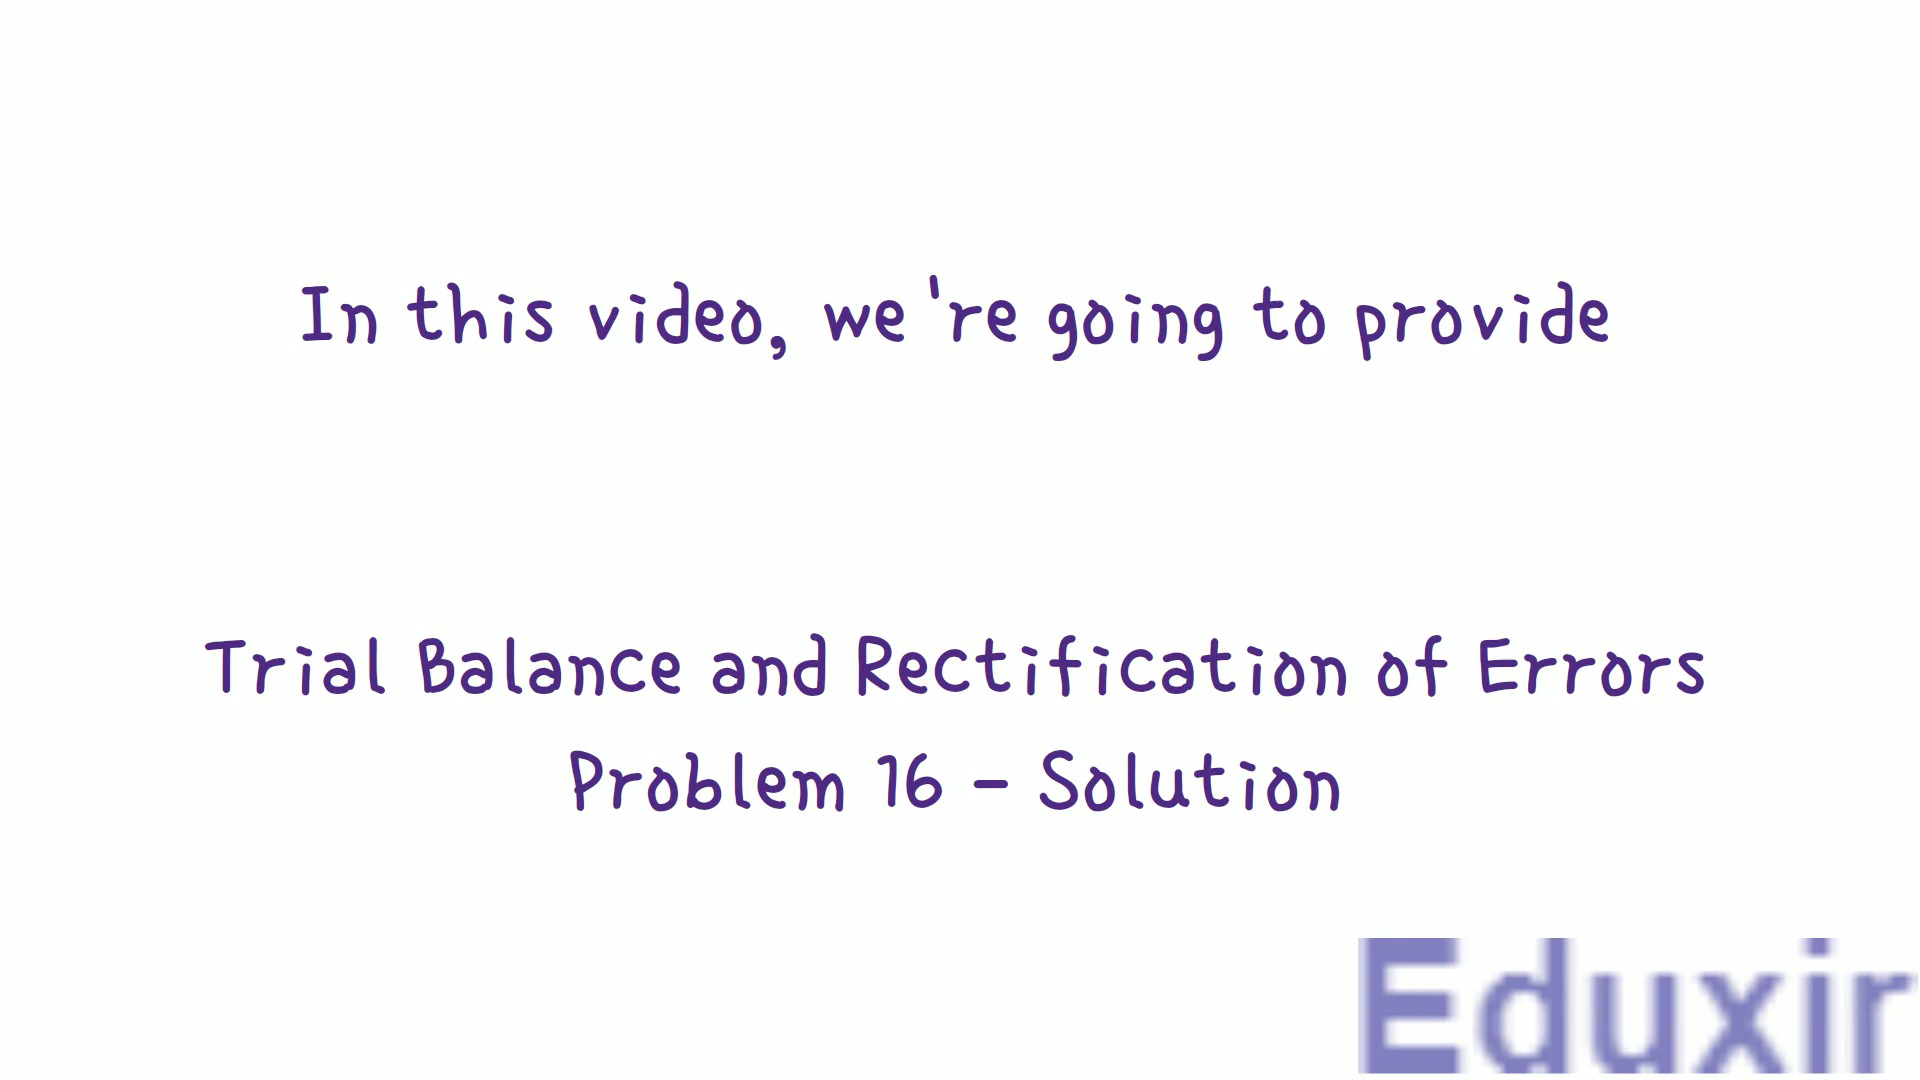 In this video, we're going to provide
Trial Balance and Rectification of Errors
Problem 16 - Solution
Eduxir